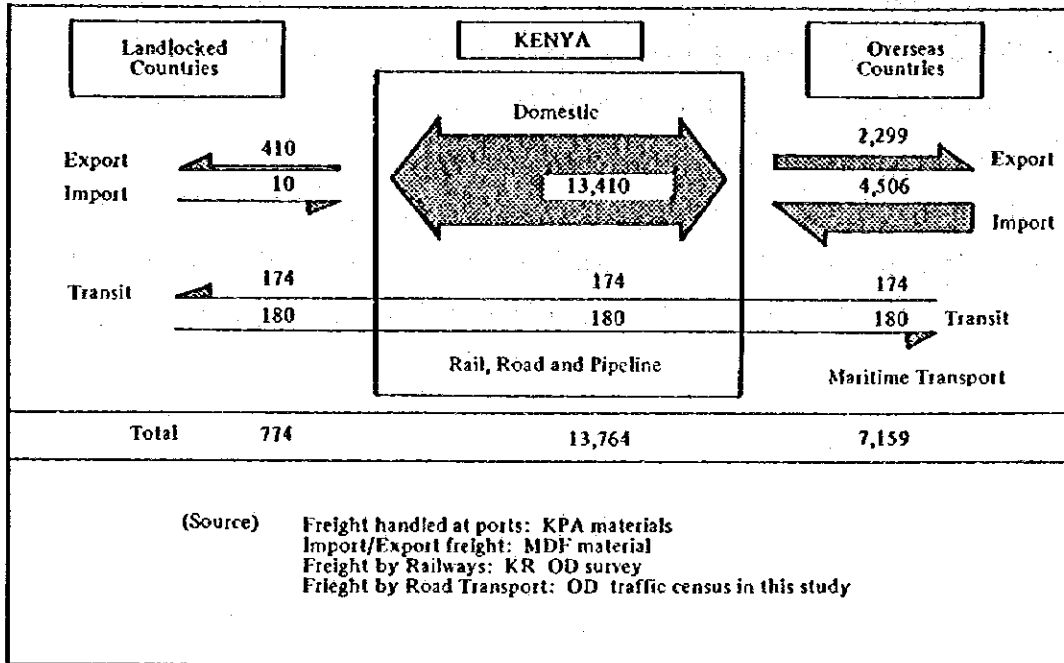 Landlocked
Countries
KENYA
Overseas
Countries
Domestic
Export 410 2,299 Export
Import 10 13,410 4,506 Import
Transit 174 174 174
180 180 180 Transit
Rail, Road and Pipeline
Maritime Transport
Total 774 13,764 7,159
(Source) Freight handled at ports: KPA materials
Import/Export freight: MDF material
Freight by Railways: KR OD survey
Frieght by Road Transport: OD traffic census in this study